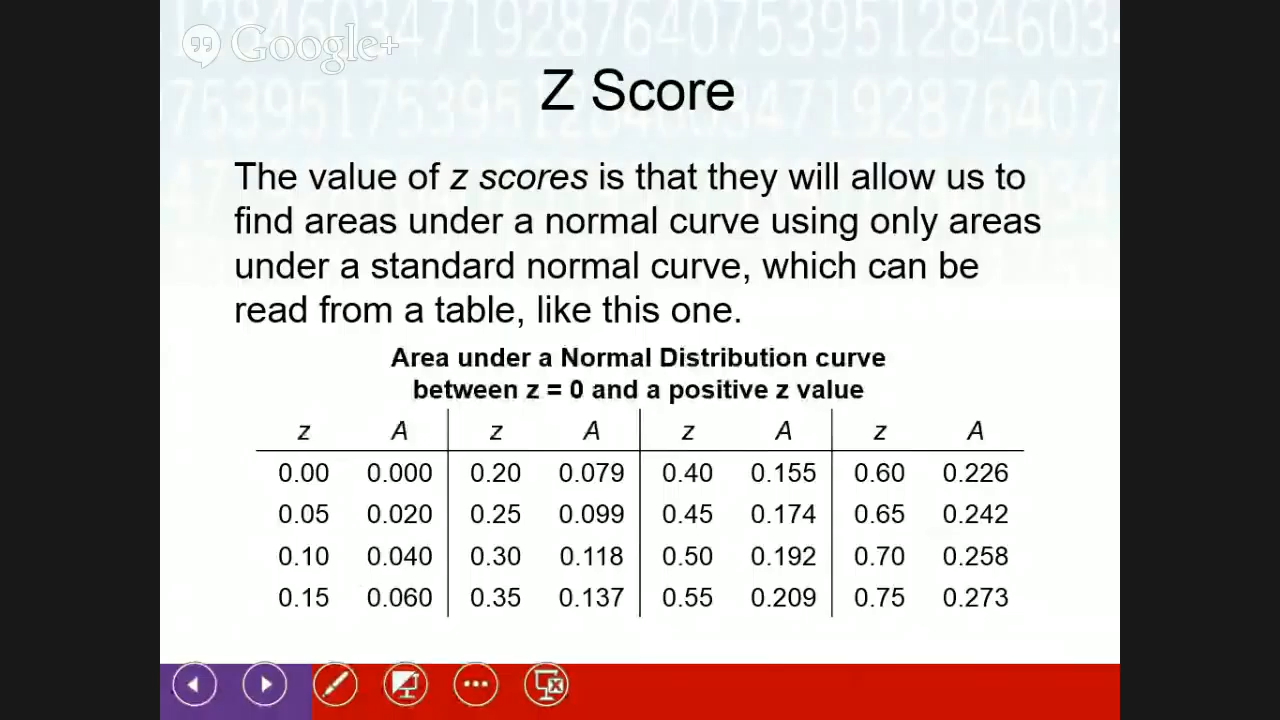 Google+
Z Score
The value of z scores is that they will allow us to
find areas under a normal curve using only areas
under a standard normal curve, which can be
read from a table, like this one.
Area under a Normal Distribution curve
between z = 0 and a positive z value
z A z A z A z A
0.00 0.000 0.20 0.079 0.40 0.155 0.60 0.226
0.05 0.020 0.25 0.099 0.45 0.174 0.65 0.242
0.10 0.040 0.30 0.118 0.50 0.192 0.70 0.258
0.15 0.060 0.35 0.137 0.55 0.209 0.75 0.273